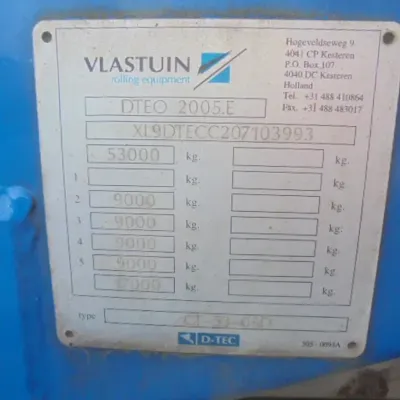 VLASTUIN
rolling equipment
Hogeveldseweg 9
4041 CP Kesteren
P.O. Box 107
4040 DC Kesteren
Holland
Tel. +31 488 410864
Fax. +31 488 483017
DTEO 2005.E
XL9DTECC207103993
53000 kg. kg.
1 kg. kg.
2 9000 kg. kg.
3 9000 kg. kg.
4 9000 kg. kg.
5 9000 kg. kg.
17000 kg. kg.
type
D-TEC